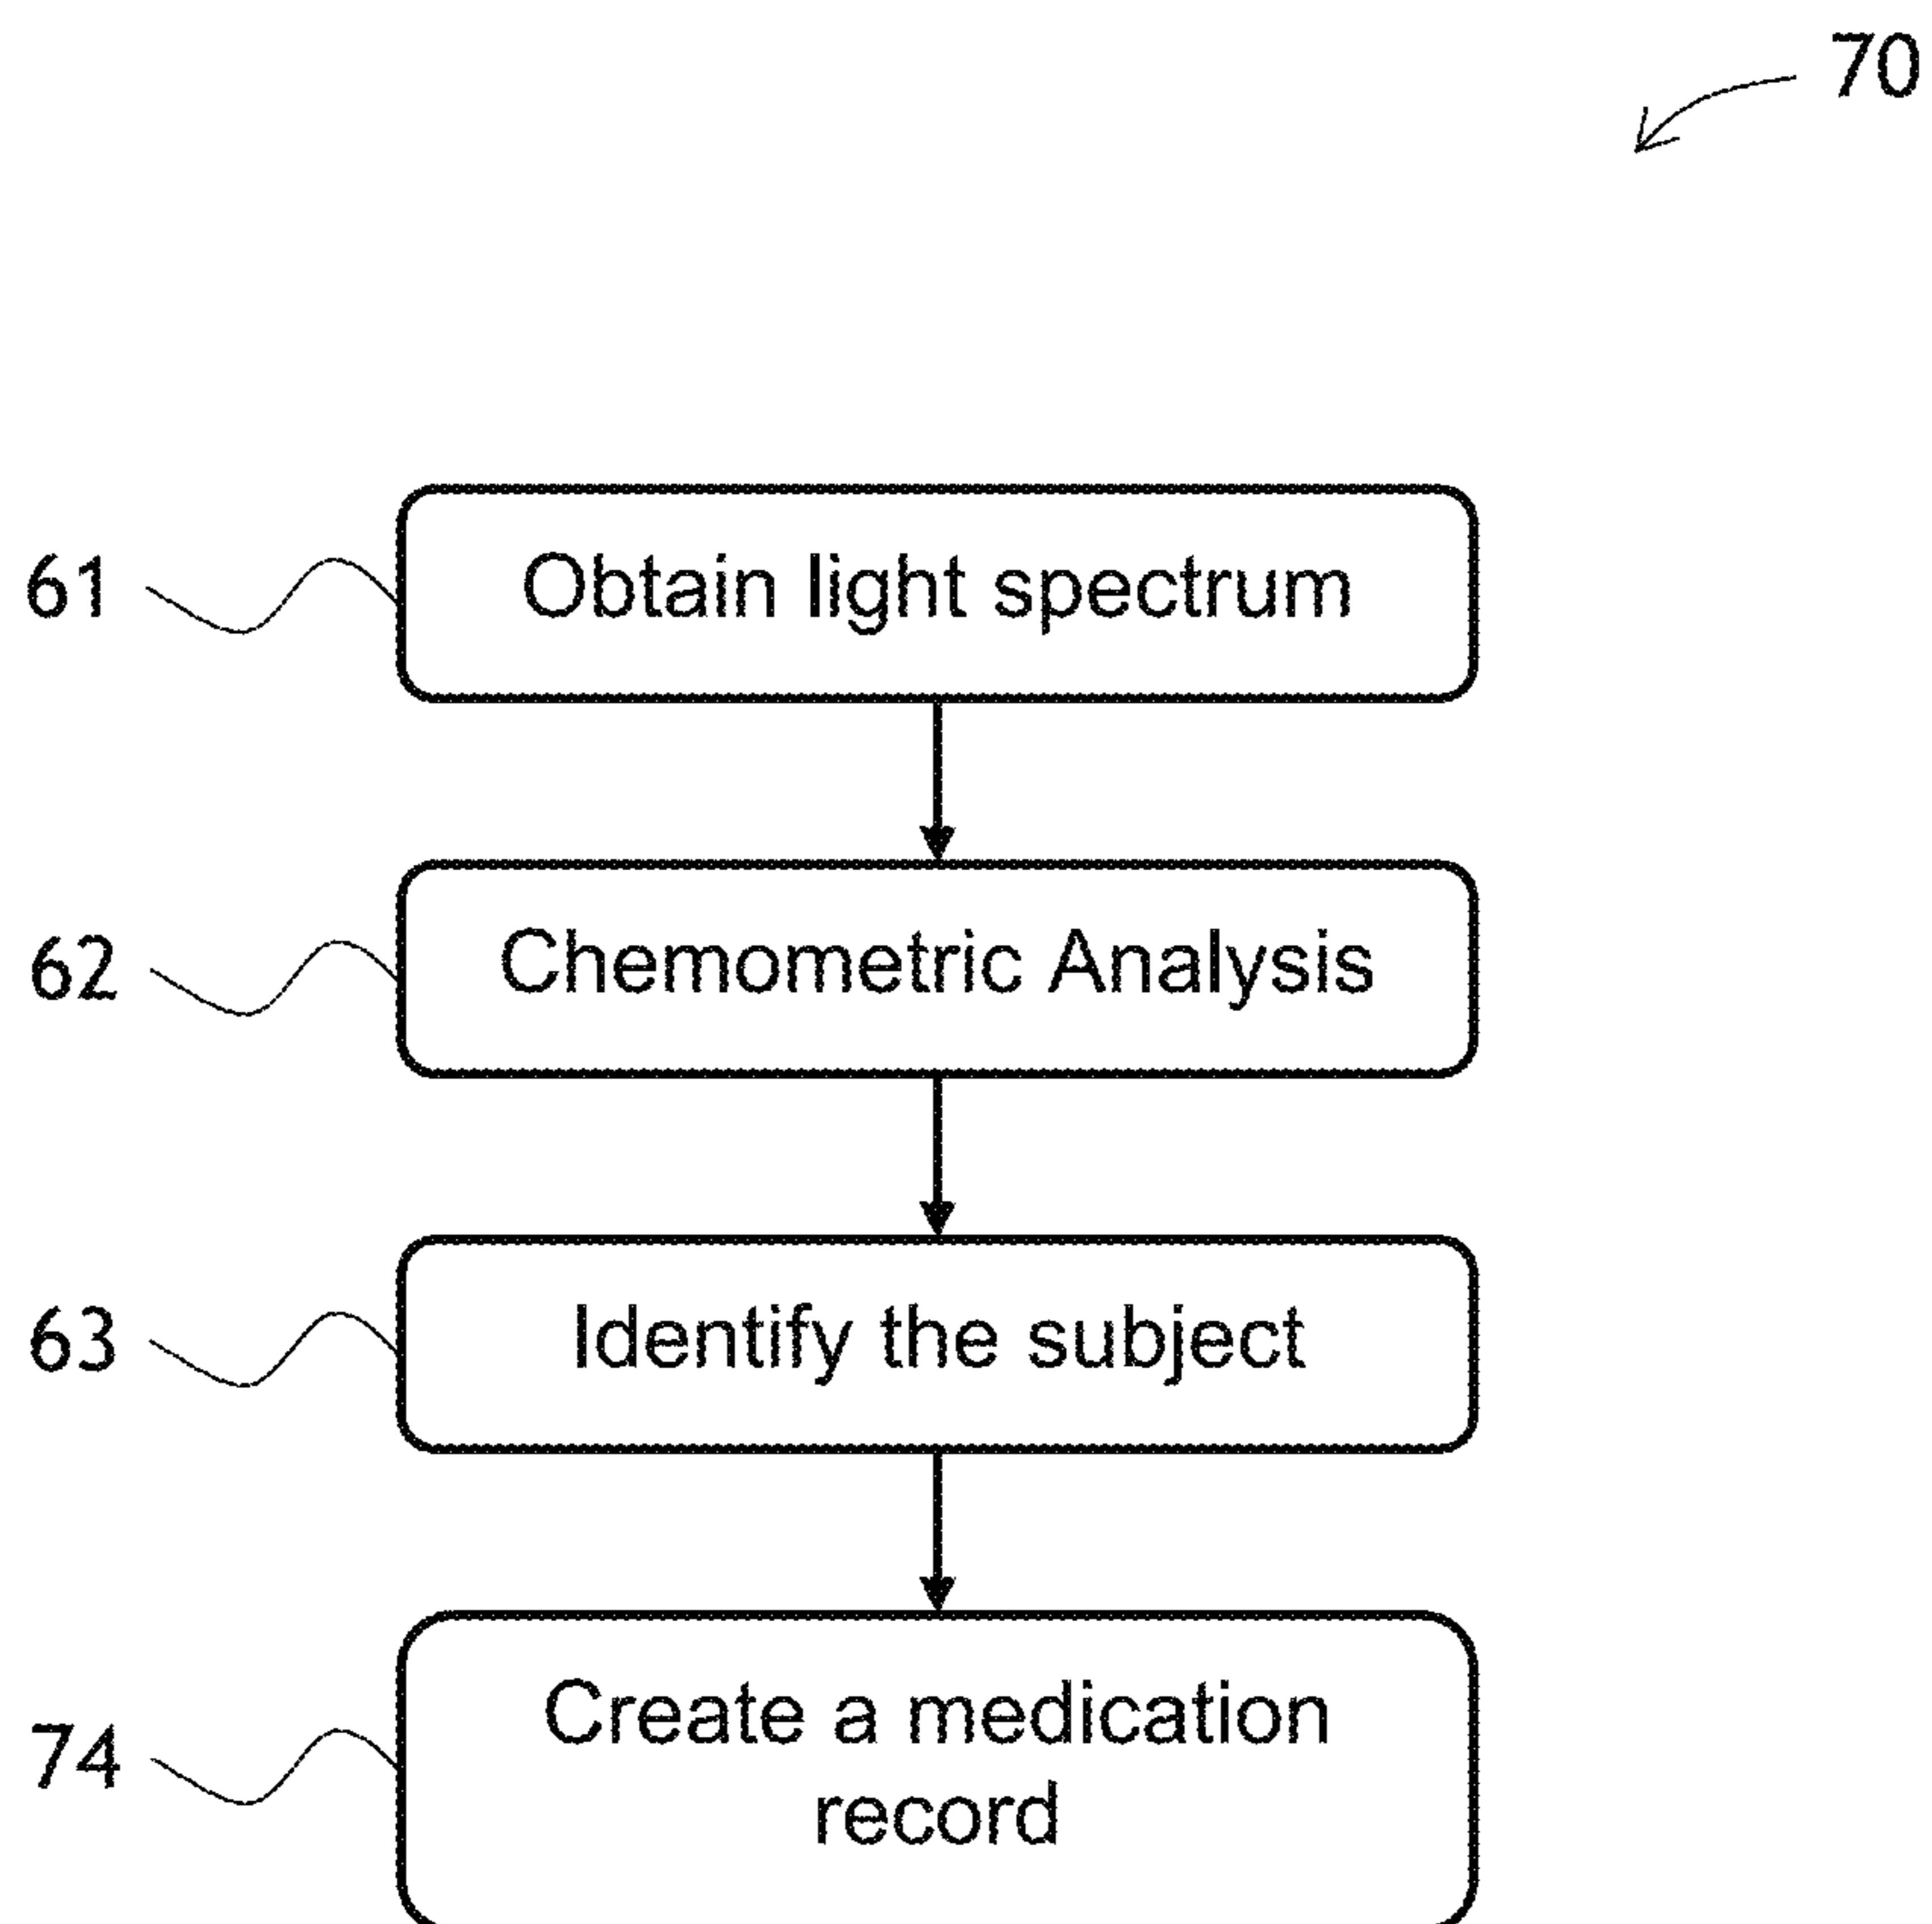 70
61
Obtain light spectrum
62
Chemometric Analysis
63
Identify the subject
74
Create a medication
record